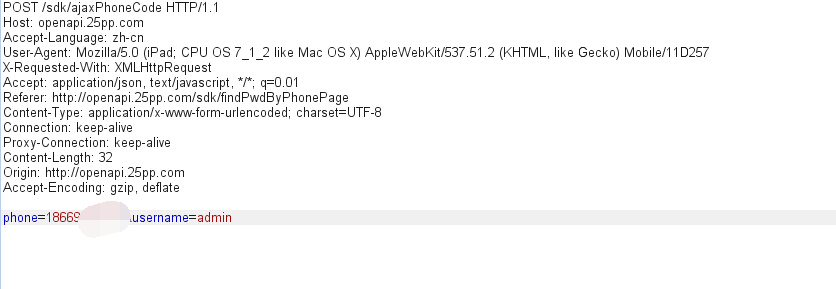 POST /sdk/ajaxPhoneCode HTTP/1.1
Host: openapi.25pp.com
Accept-Language: zh-cn
User-Agent: Mozilla/5.0 (iPad; CPU OS 7_1_2 like Mac OS X) AppleWebKit/537.51.2 (KHTML, like Gecko) Mobile/11D257
X-Requested-With: XMLHttpRequest
Accept: application/json, text/javascript, */*; q=0.01
Referer: http://openapi.25pp.com/sdk/findPwdByPhonePage
Content-Type: application/x-www-form-urlencoded; charset=UTF-8
Connection: keep-alive
Proxy-Connection: keep-alive
Content-Length: 32
Origin: http://openapi.25pp.com
Accept-Encoding: gzip, deflate
phone=18669 &username=admin